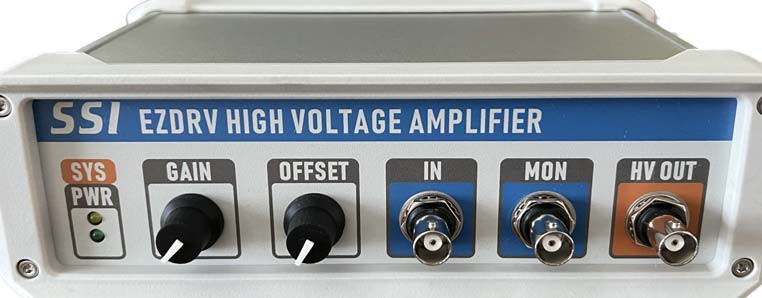 SSI EZDRV HIGH VOLTAGE AMPLIFIER
SYS
PWR
GAIN
OFFSET
IN
MON
HV OUT